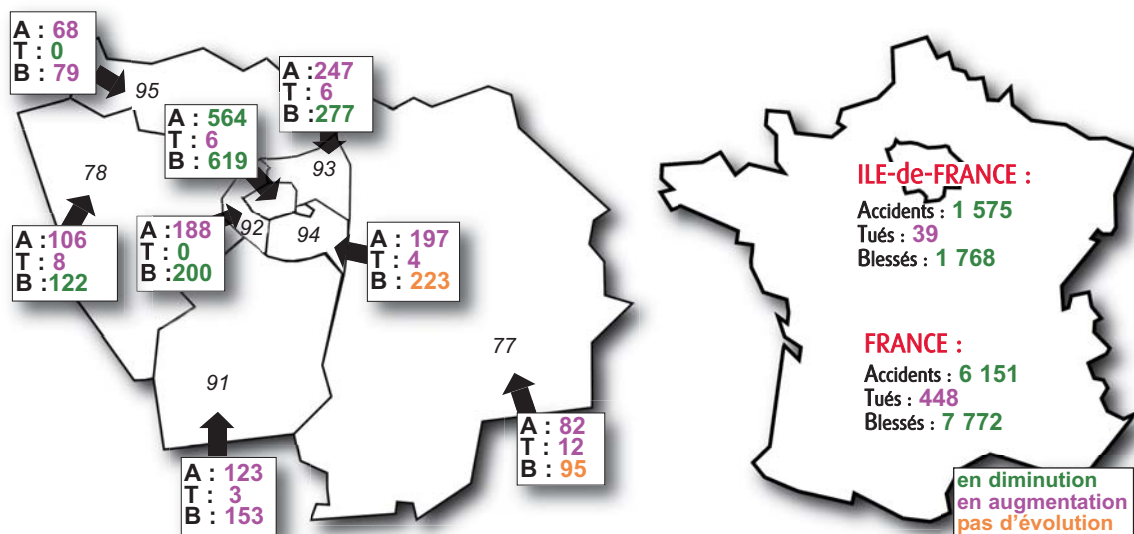 A : 68
T : 0
B : 79
95
A :247
T : 6
B :277
A : 564
T : 6
B : 619
93
78
92
94
A :106
T : 8
B :122
A :188
T : 0
B :200
A : 197
T : 4
B : 223
77
91
A : 82
T : 12
B : 95
A : 123
T : 3
B : 153
ILE-de-FRANCE :
Accidents : 1 575
Tués : 39
Blessés : 1 768
FRANCE :
Accidents : 6 151
Tués : 448
Blessés : 7 772
en diminution
en augmentation
pas d'évolution